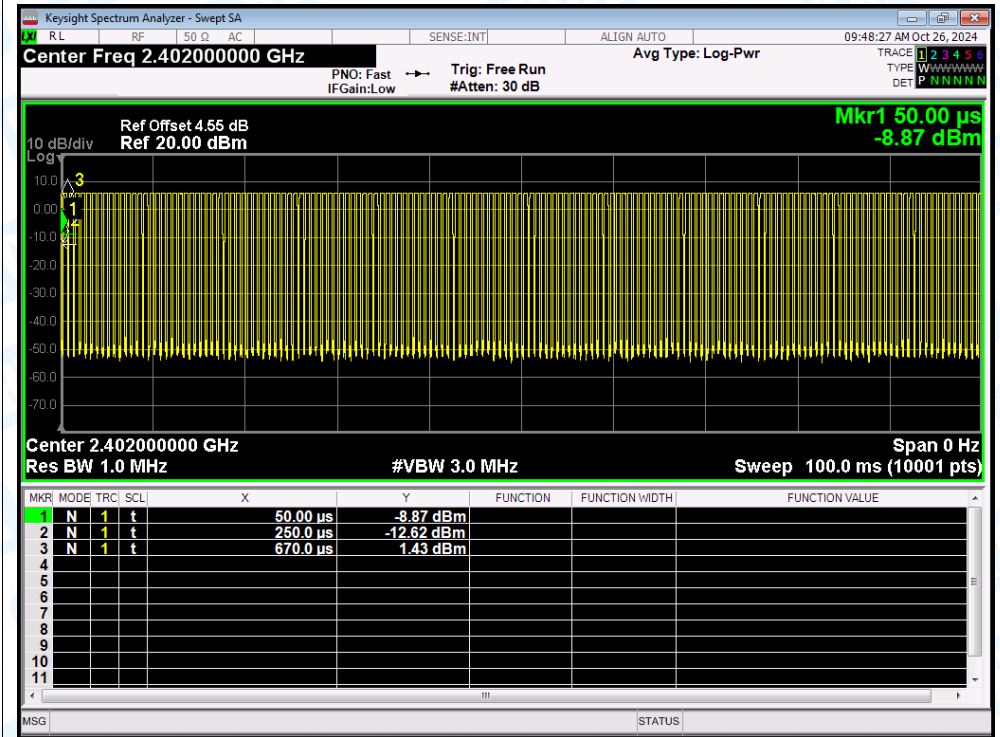 Keysight Spectrum Analyzer - Swept SA
LXI RL RF 50 Ω AC SENSE:INT ALIGN AUTO 09:48:27 AM Oct 26, 2024
Center Freq 2.402000000 GHz Avg Type: Log-Pwr TRACE 1 2 3 4 5 6
PNO: Fast Trig: Free Run TYPE WWWWWW
IFGain:Low #Atten: 30 dB DET P N N N N N
Mkr1 50.00 µs
Ref Offset 4.55 dB -8.87 dBm
10 dB/div Ref 20.00 dBm
Log
10.0 3
0.00 1
-10.0 2
-20.0
-30.0
-40.0
-50.0
-60.0
-70.0
Center 2.402000000 GHz Span 0 Hz
Res BW 1.0 MHz #VBW 3.0 MHz Sweep 100.0 ms (10001 pts)
MKR MODE TRC SCL X Y FUNCTION FUNCTION WIDTH FUNCTION VALUE
1 N 1 t 50.00 µs -8.87 dBm
2 N 1 t 250.0 µs -12.62 dBm
3 N 1 t 670.0 µs 1.43 dBm
4
5
6
7
8
9
10
11
MSG STATUS